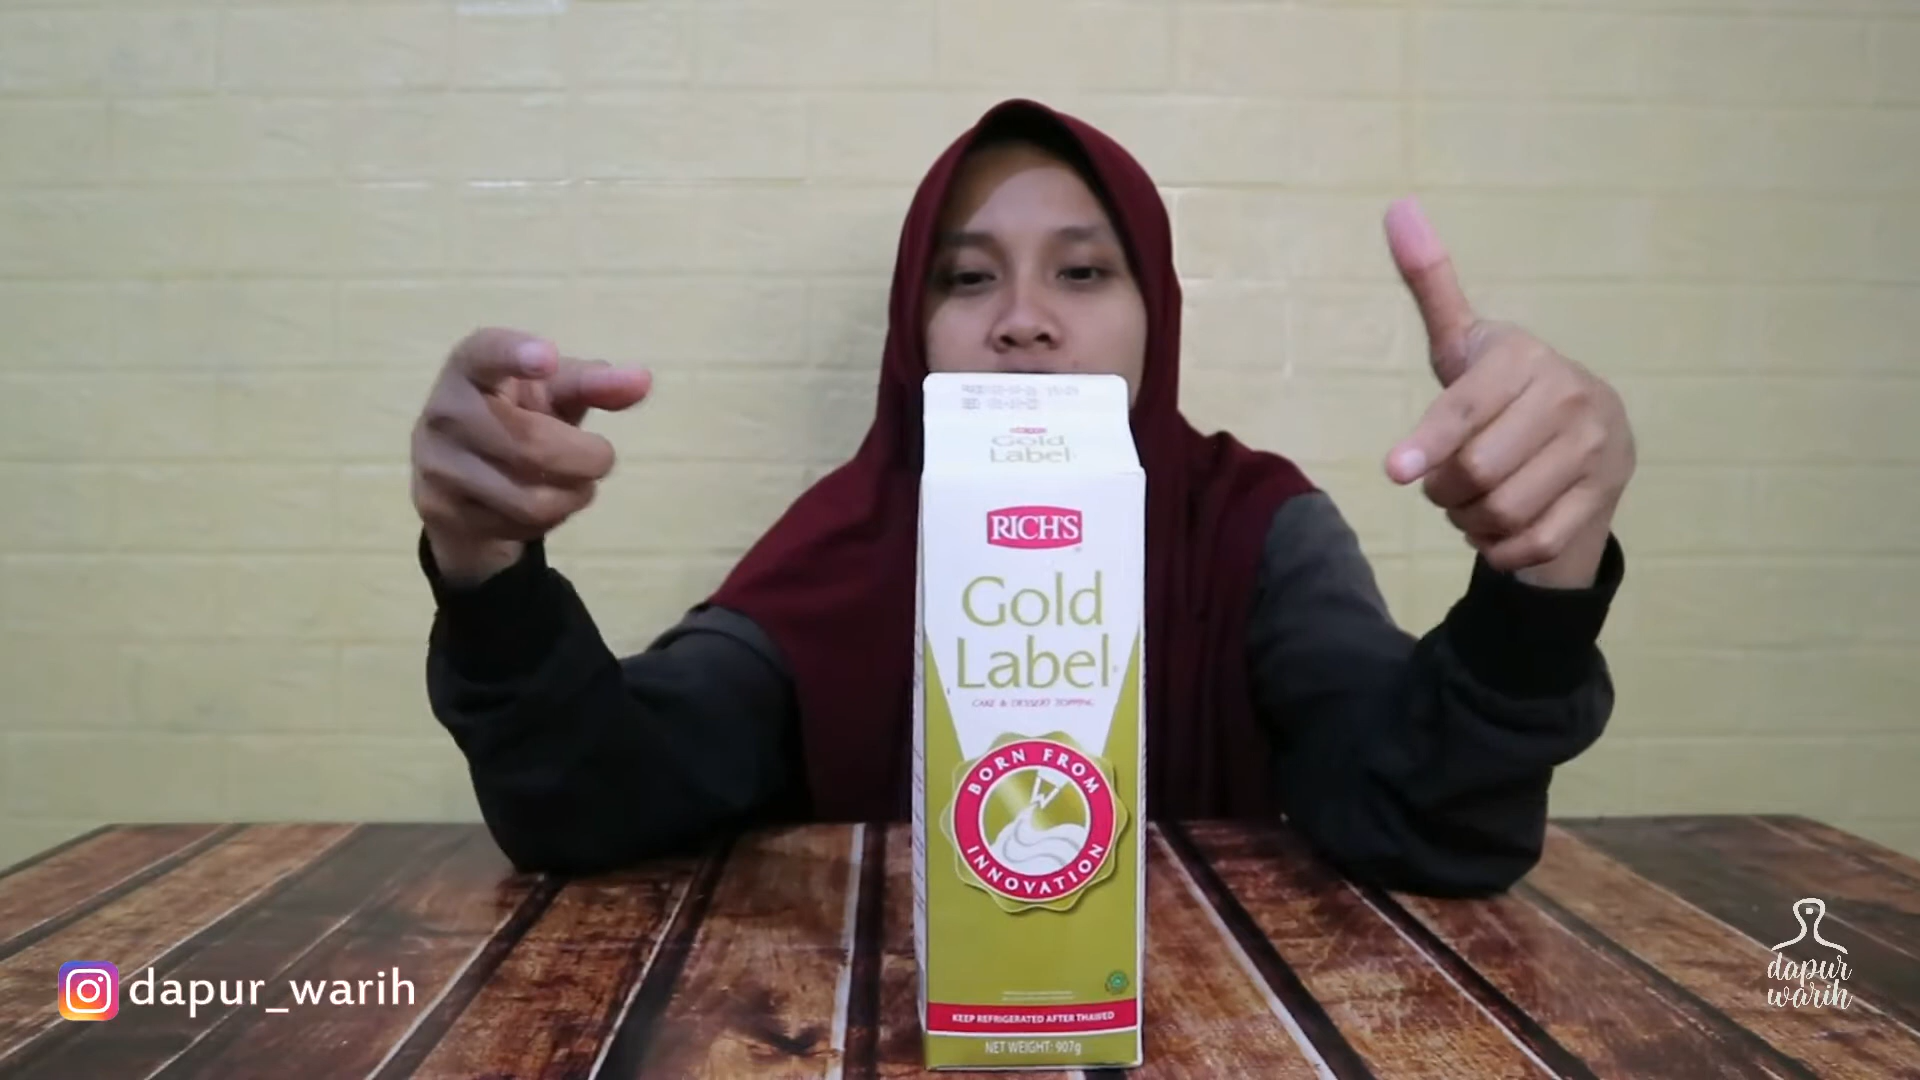 Gold
Label
RICH'S
Gold
Label
CAKE & DESSERT TOPPING
BORN FROM
INNOVATION
KEEP REFRIGERATED AFTER THAWED
NET WEIGHT: 907g
dapur_warih
dapur
warih